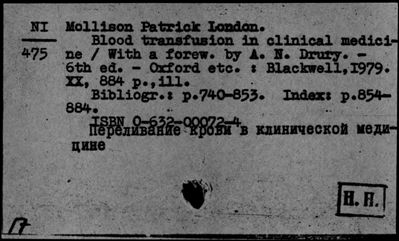 NI Mollison Patrick London.
475 Blood transfusion in clinical medici-
ne / With a forew. by A. N. Drury. -
6th ed. - Oxford etc. : Blackwell,1979.
XX, 884 p.,ill.
Bibliogr.: p.740-853. Index: p.854-
884.
ISBN 0-632-00072-4
Переливание крови в клинической меди-
цине
Н. П.